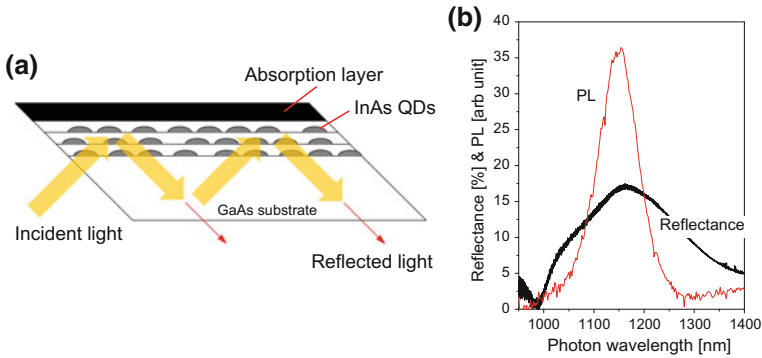 (a)
Absorption layer
InAs QDs
GaAs substrate
Incident light
Reflected light
(b)
Reflectance [%] & PL [arb unit]
40
35
30
25
20
15
10
5
0
PL
Reflectance
1000 1100 1200 1300 1400
Photon wavelength [nm]